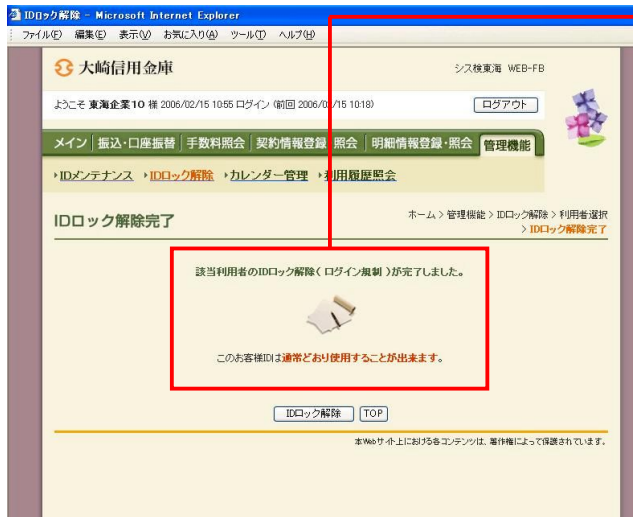 IDロック解除 - Microsoft Internet Explorer
ファイル(F) 編集(E) 表示(V) お気に入り(A) ツール(T) ヘルプ(H)
大崎信用金庫
シス検東海 WEB-FB
ようこそ 東海企業10 様 2006/02/15 10:55 ログイン (前回 2006/02/15 10:18)
ログアウト
メイン 振込・口座振替 手数料照会 契約情報登録・照会 明細情報登録・照会 管理機能
IDメンテナンス IDロック解除 カレンダー管理 利用履歴照会
IDロック解除完了
ホーム > 管理機能 > IDロック解除 > 利用者選択
> IDロック解除完了
該当利用者のIDロック解除( ログイン規制 )が完了しました。
このお客様IDは通常どおり使用することが出来ます。
IDロック解除 TOP
本Webサイト上における各コンテンツは、著作権によって保護されています。